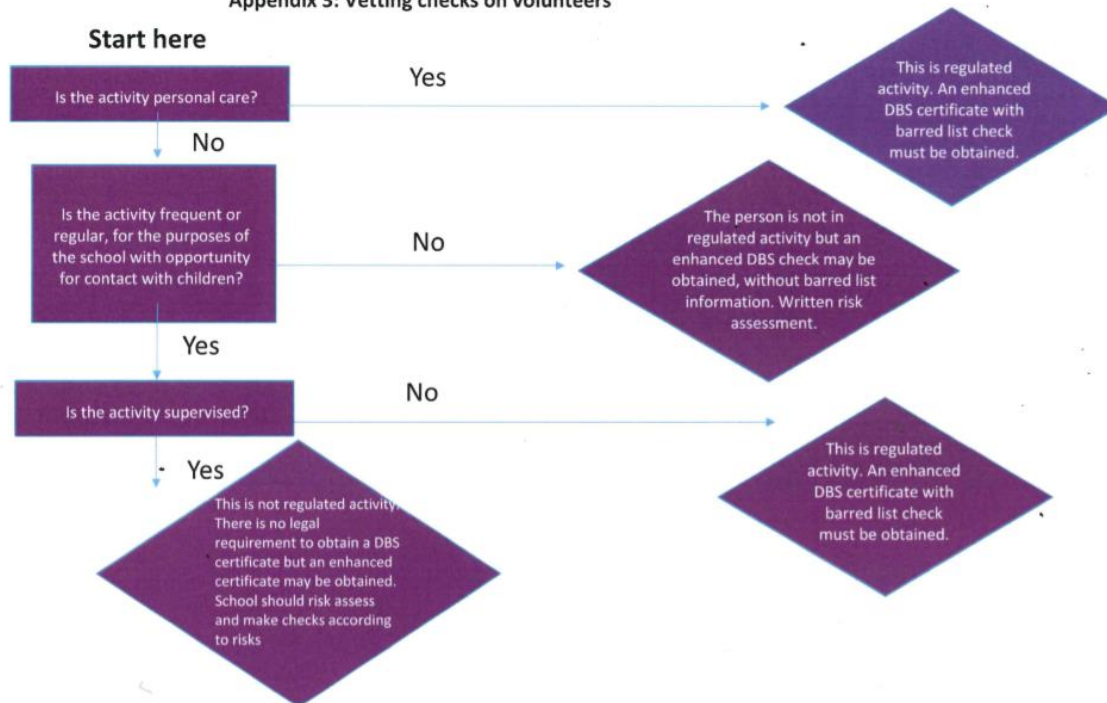 Appendix 3: Vetting checks on volunteers
Start here
Is the activity personal care?
Yes
This is regulated
activity. An enhanced
DBS certificate with
barred list check
must be obtained.
No
Is the activity frequent or
regular, for the purposes of
the school with opportunity
for contact with children?
No
The person is not in
regulated activity but an
enhanced DBS check may be
obtained, without barred list
information. Written risk
assessment.
Yes
Is the activity supervised?
No
This is regulated
activity. An enhanced
DBS certificate with
barred list check
must be obtained.
Yes
This is not regulated activity.
There is no legal
requirement to obtain a DBS
certificate but an enhanced
certificate may be obtained.
School should risk assess
and make checks according
to risks